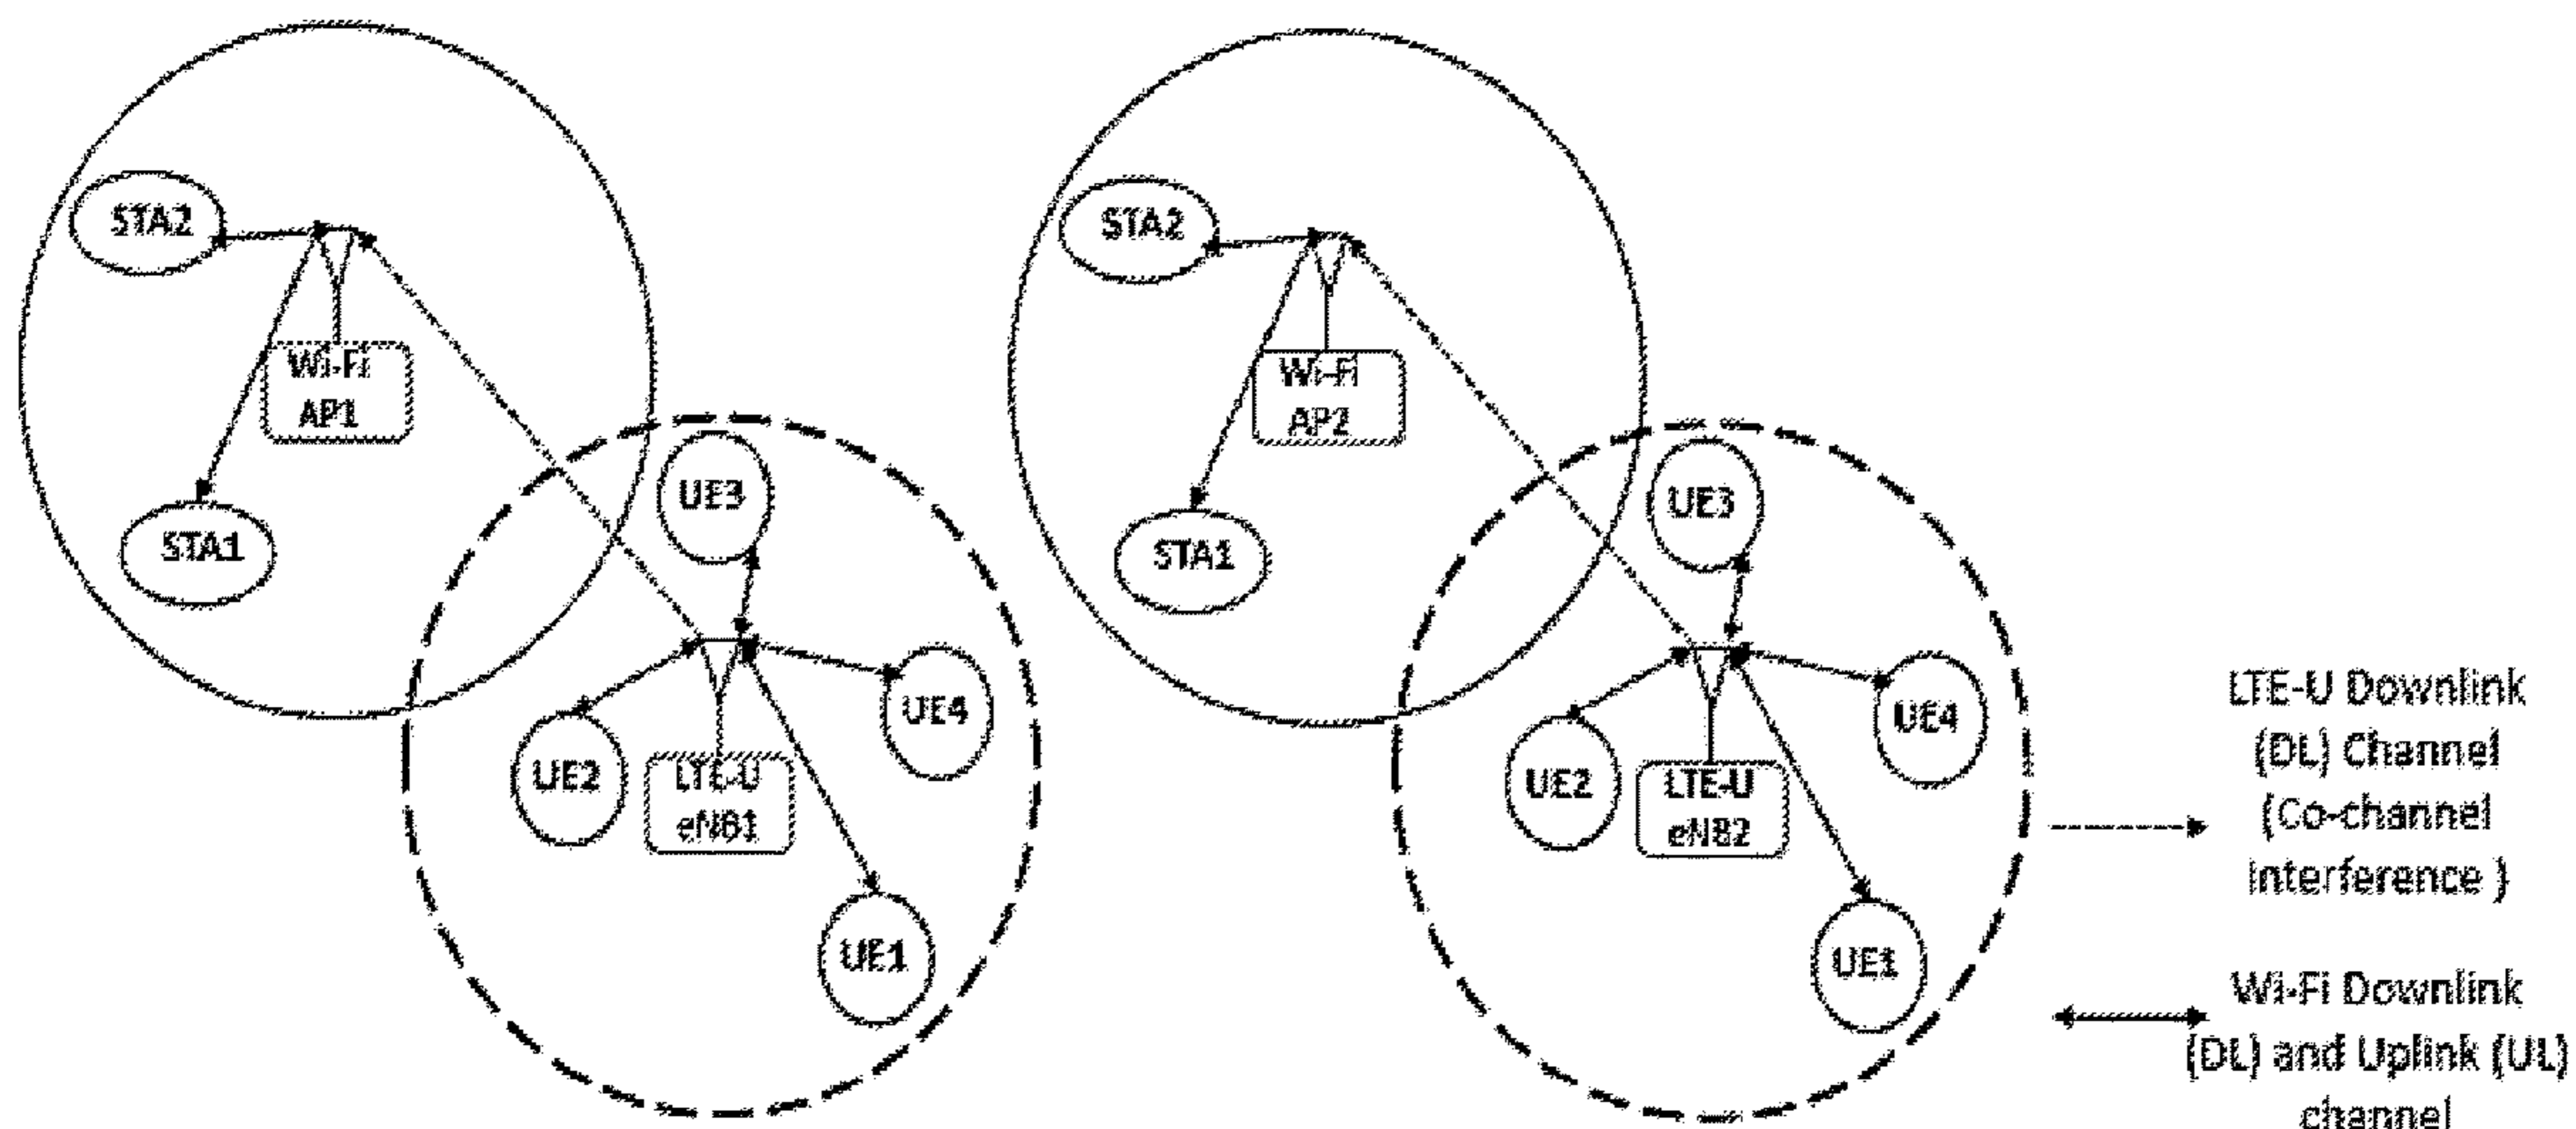 STA2
Wi-Fi
AP1
STA1
UE3
UE2
LTE-U
eNB1
UE4
UE1
STA2
Wi-Fi
AP2
STA1
UE3
UE2
LTE-U
eNB2
UE4
UE1
LTE-U Downlink
(DL) Channel
(Co-channel
Interference )
Wi-Fi Downlink
(DL) and Uplink (UL)
channel